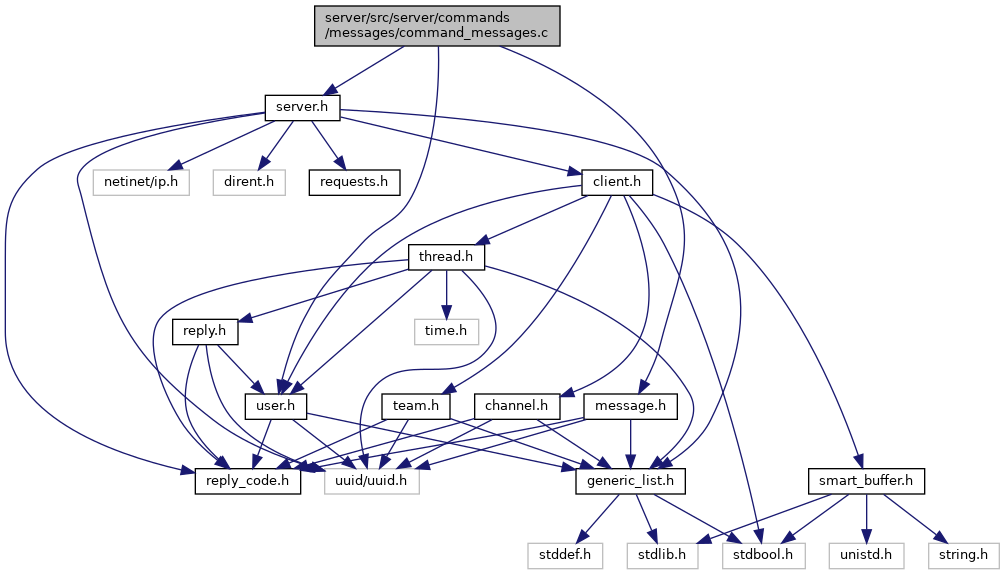 server/src/server/commands
/messages/command_messages.c
server.h
netinet/ip.h
dirent.h
requests.h
client.h
thread.h
reply.h
time.h
user.h
team.h
channel.h
message.h
reply_code.h
uuid/uuid.h
generic_list.h
smart_buffer.h
stddef.h
stdlib.h
stdbool.h
unistd.h
string.h